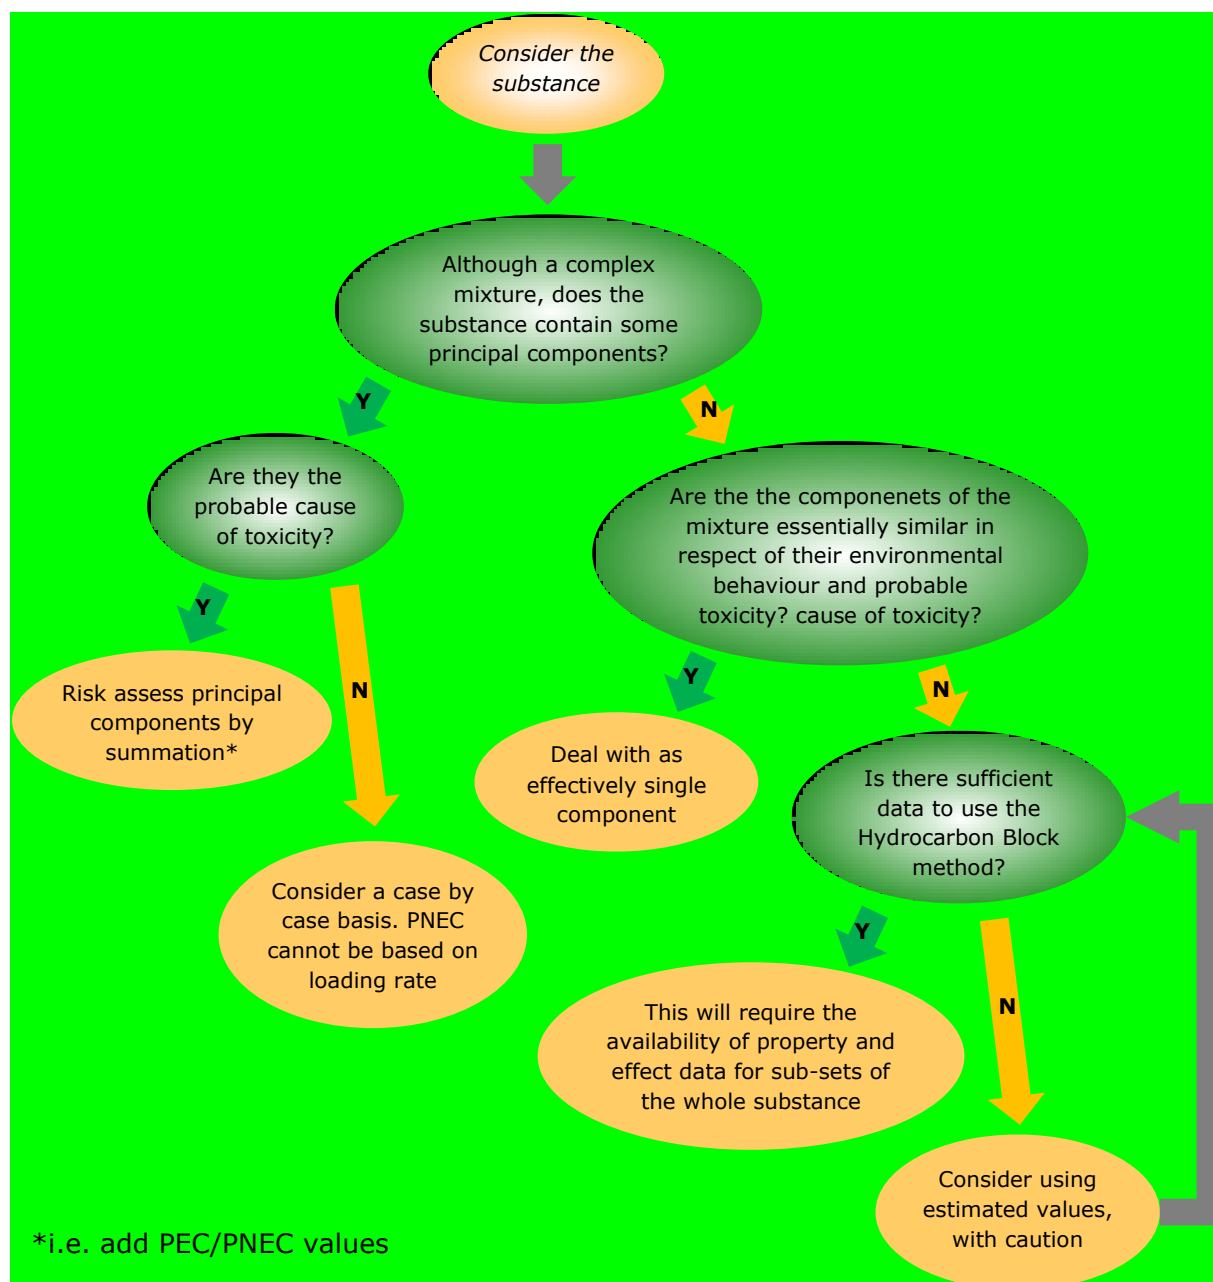 Consider the
substance
Although a complex
mixture, does the
substance contain some
principal components?
Y
N
Are they the
probable cause
of toxicity?
Are the the componenets of the
mixture essentially similar in
respect of their environmental
behaviour and probable
toxicity? cause of toxicity?
Y
N
Y
N
Risk assess principal
components by
summation*
Deal with as
effectively single
component
Is there sufficient
data to use the
Hydrocarbon Block
method?
Consider a case by
case basis. PNEC
cannot be based on
loading rate
Y
N
This will require the
availability of property and
effect data for sub-sets of
the whole substance
Consider using
estimated values,
with caution
*i.e. add PEC/PNEC values